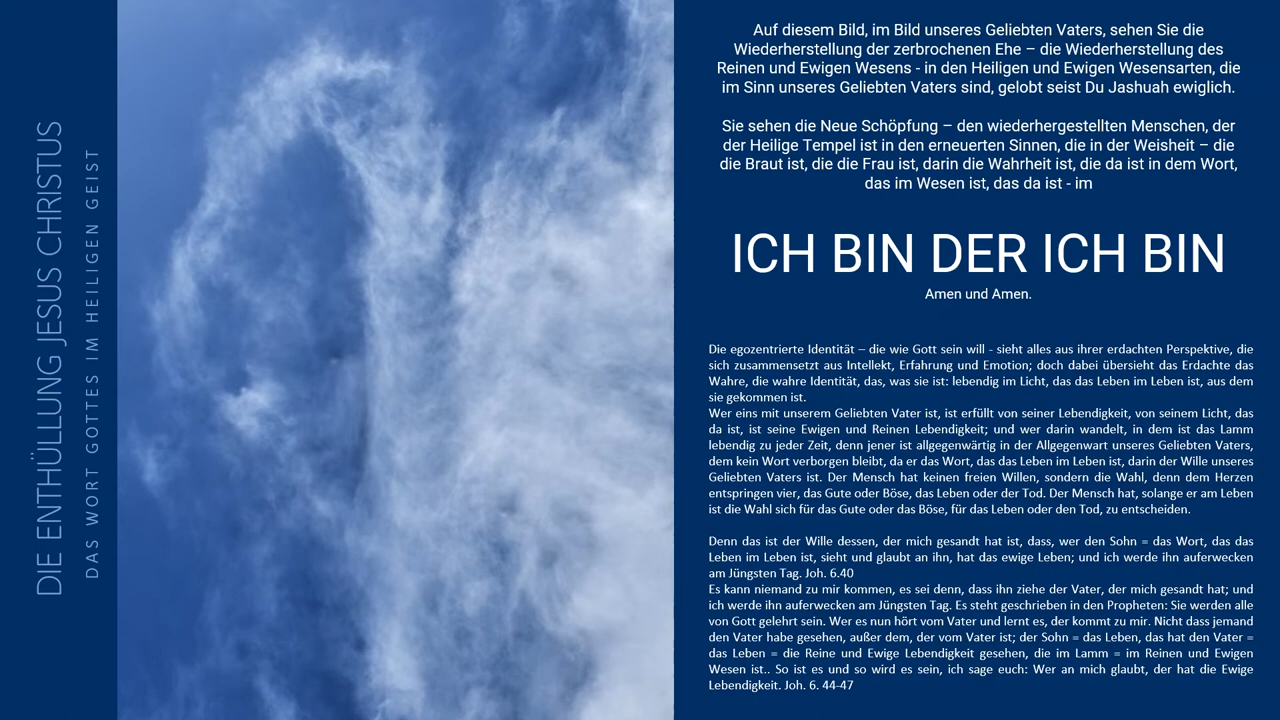 DIE ENTHÜLLUNG JESUS CHRISTUS
DAS WORT GOTTES IM HEILIGEN GEIST
Auf diesem Bild, im Bild unseres Geliebten Vaters, sehen Sie die
Wiederherstellung der zerbrochenen Ehe – die Wiederherstellung des
Reinen und Ewigen Wesens - in den Heiligen und Ewigen Wesensarten, die
im Sinn unseres Geliebten Vaters sind, gelobt seist Du Jashuah ewiglich.
Sie sehen die Neue Schöpfung – den wiederhergestellten Menschen, der
der Heilige Tempel ist in den erneuerten Sinnen, die in der Weisheit – die
die Braut ist, die die Frau ist, darin die Wahrheit ist, die da ist in dem Wort,
das im Wesen ist, das da ist - im
ICH BIN DER ICH BIN
Amen und Amen.
Die egozentrierte Identität – die wie Gott sein will - sieht alles aus ihrer erdachten Perspektive, die
sich zusammensetzt aus Intellekt, Erfahrung und Emotion; doch dabei übersieht das Erdachte das
Wahre, die wahre Identität, das, was sie ist: lebendig im Licht, das das Leben im Leben ist, aus dem
sie gekommen ist.
Wer eins mit unserem Geliebten Vater ist, ist erfüllt von seiner Lebendigkeit, von seinem Licht, das
da ist, ist seine Ewigen und Reinen Lebendigkeit; und wer darin wandelt, in dem ist das Lamm
lebendig zu jeder Zeit, denn jener ist allgegenwärtig in der Allgegenwart unseres Geliebten Vaters,
dem kein Wort verborgen bleibt, da er das Wort, das das Leben im Leben ist, darin der Wille unseres
Geliebten Vaters ist. Der Mensch hat keinen freien Willen, sondern die Wahl, denn dem Herzen
entspringen vier, das Gute oder Böse, das Leben oder der Tod. Der Mensch hat, solange er am Leben
ist die Wahl sich für das Gute oder das Böse, für das Leben oder den Tod, zu entscheiden.
Denn das ist der Wille dessen, der mich gesandt hat ist, dass, wer den Sohn = das Wort, das das
Leben im Leben ist, sieht und glaubt an ihn, hat das ewige Leben; und ich werde ihn auferwecken
am Jüngsten Tag. Joh. 6.40
Es kann niemand zu mir kommen, es sei denn, dass ihn ziehe der Vater, der mich gesandt hat; und
ich werde ihn auferwecken am Jüngsten Tag. Es steht geschrieben in den Propheten: Sie werden alle
von Gott gelehrt sein. Wer es nun hört vom Vater und lernt es, der kommt zu mir. Nicht dass jemand
den Vater habe gesehen, außer dem, der vom Vater ist; der Sohn = das Leben, das hat den Vater =
das Leben = die Reine und Ewige Lebendigkeit gesehen, die im Lamm = im Reinen und Ewigen
Wesen ist.. So ist es und so wird es sein, ich sage euch: Wer an mich glaubt, der hat die Ewige
Lebendigkeit. Joh. 6. 44-47